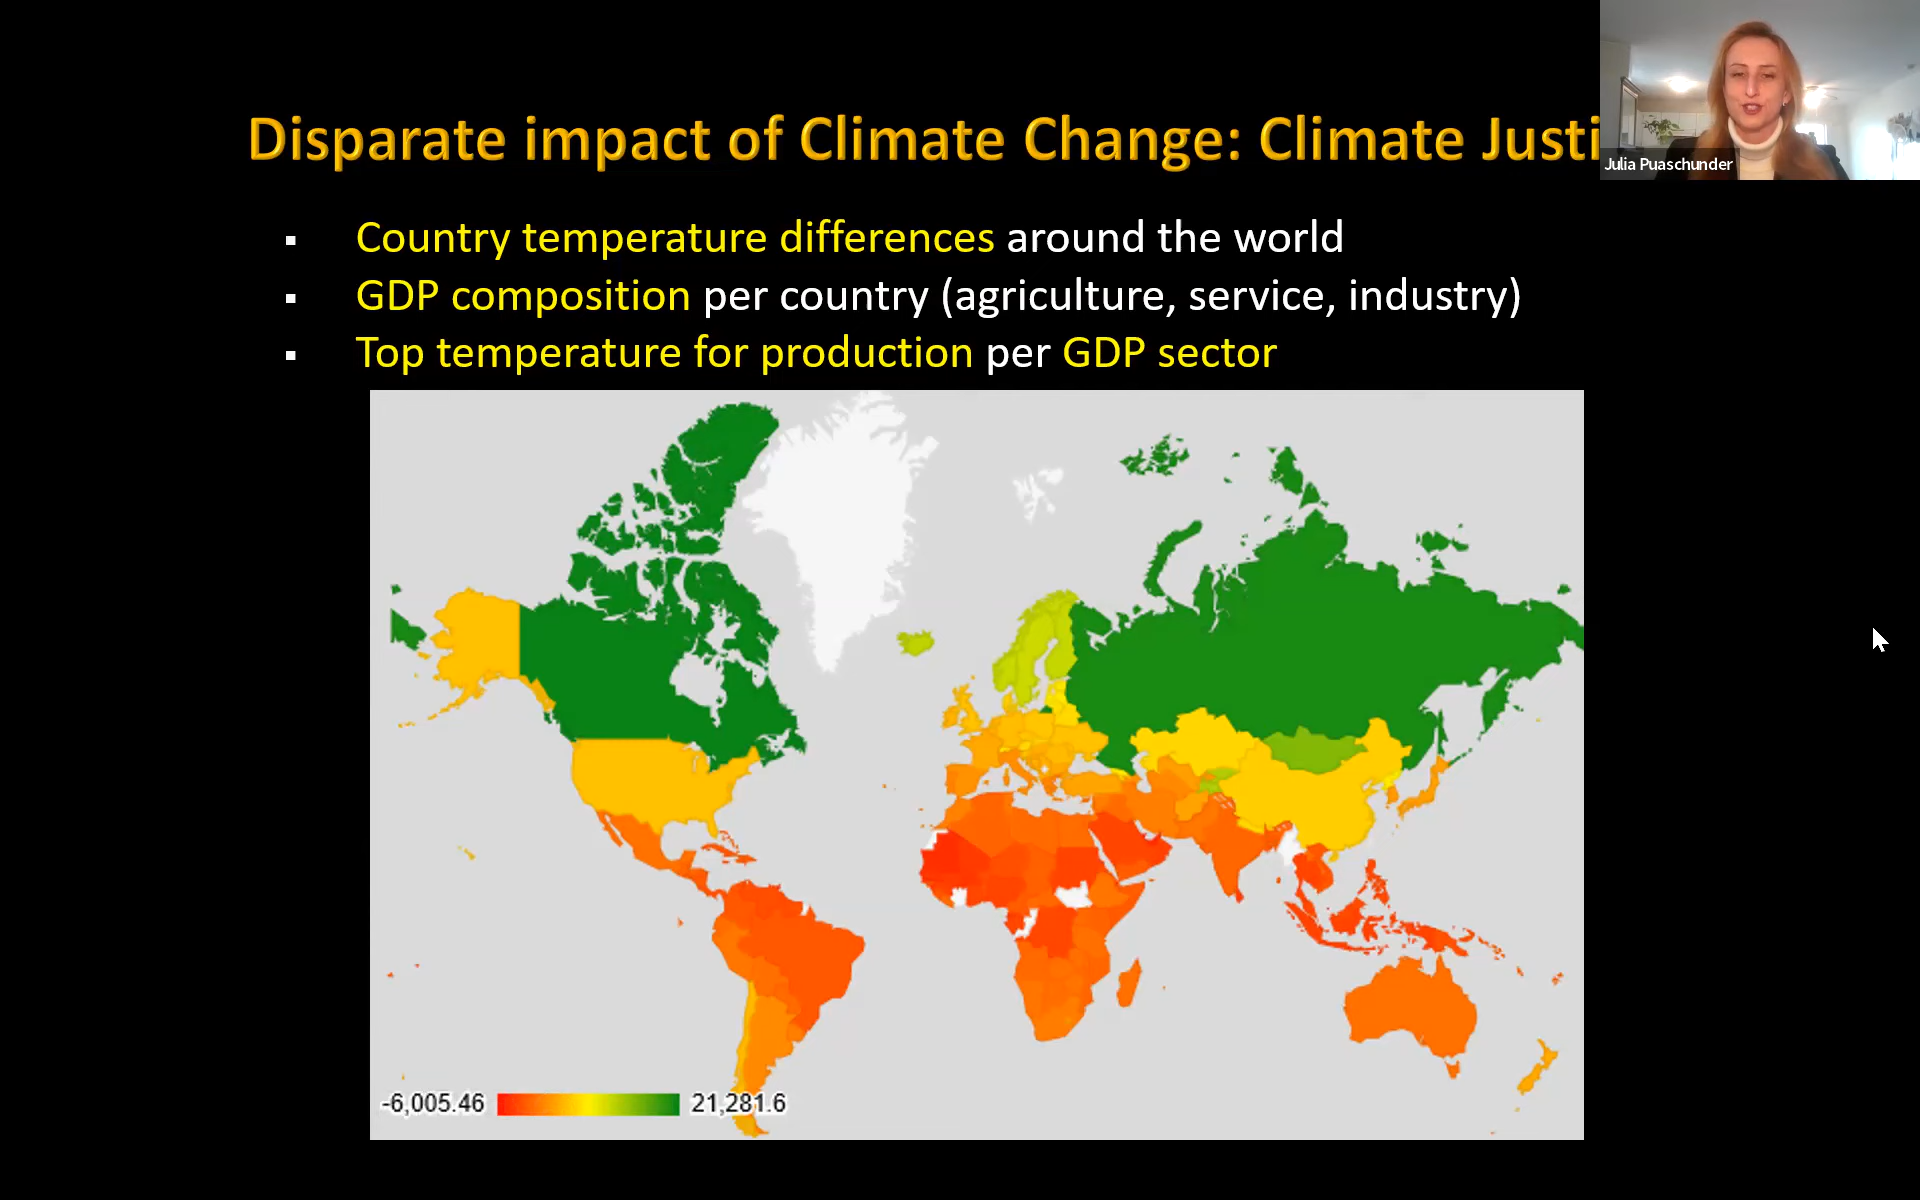 Disparate impact of Climate Change: Climate Justi
Julia Puaschunder
▪ Country temperature differences around the world
▪ GDP composition per country (agriculture, service, industry)
▪ Top temperature for production per GDP sector
-6,005.46 21,281.6